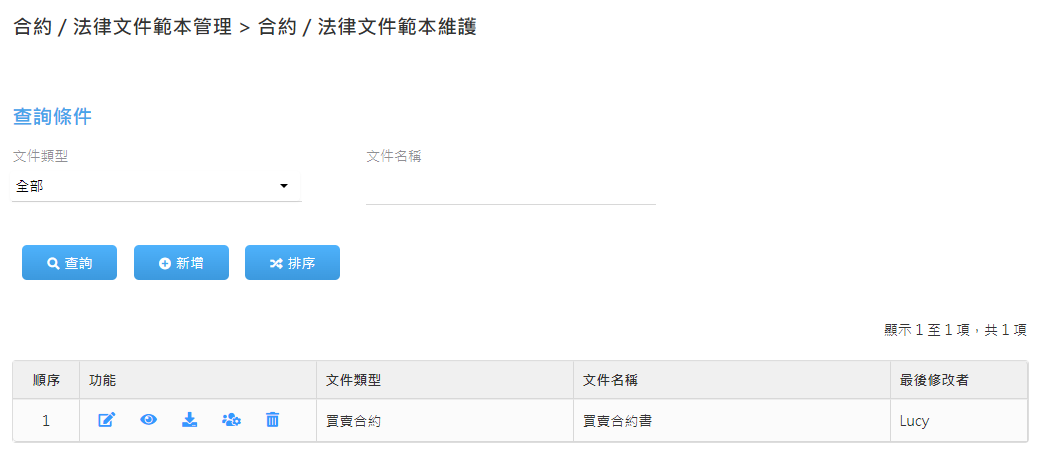 合約 / 法律文件範本管理 > 合約 / 法律文件範本維護
查詢條件
文件類型 文件名稱
全部
查詢 新增 排序
顯示 1 至 1 項，共 1 項
順序 功能 文件類型 文件名稱 最後修改者
1 買賣合約 買賣合約書 Lucy